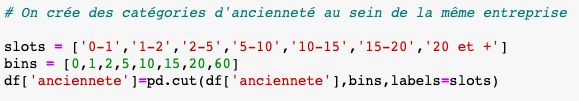 # On crée des catégories d'ancienneté au sein de la même entreprise
slots = ['0-1','1-2','2-5','5-10','10-15','15-20','20 et +']
bins = [0,1,2,5,10,15,20,60]
df['anciennete']=pd.cut(df['anciennete'],bins,labels=slots)